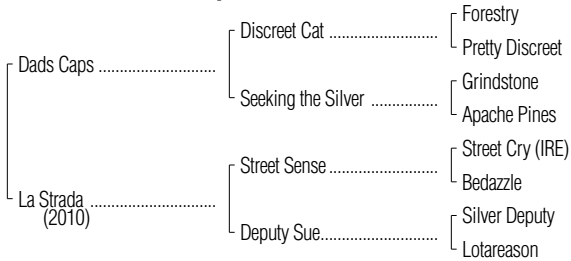 Forestry
Discreet Cat ........................
Pretty Discreet
Dads Caps ..........................
Grindstone
Seeking the Silver ...............
Apache Pines
Street Cry (IRE)
Street Sense ........................
Bedazzle
La Strada ............................
(2010)
Silver Deputy
Deputy Sue..........................
Lotareason